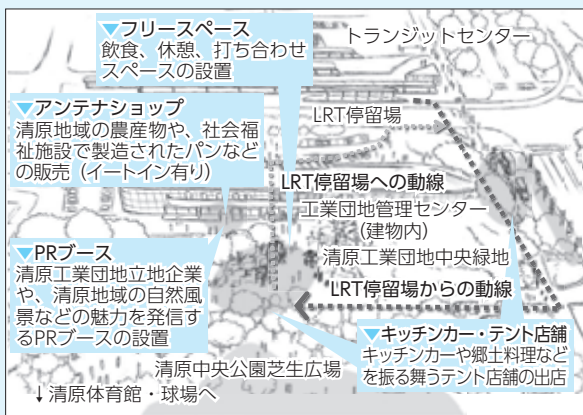 ▼フリースペース
飲食、休憩、打ち合わせ
スペースの設置
トランジットセンター
▼アンテナショップ
清原地域の農産物や、社会福
祉施設で製造されたパンなど
の販売（イートイン有り）
LRT停留場
LRT停留場への動線
工業団地管理センター
（建物内）
清原工業団地中央緑地
▼PRブース
清原工業団地立地企業
や、清原地域の自然風
景などの魅力を発信す
るPRブースの設置
LRT停留場からの動線
▼キッチンカー・テント店舗
キッチンカーや郷土料理など
を振る舞うテント店舗の出店
清原中央公園芝生広場
↓清原体育館・球場へ